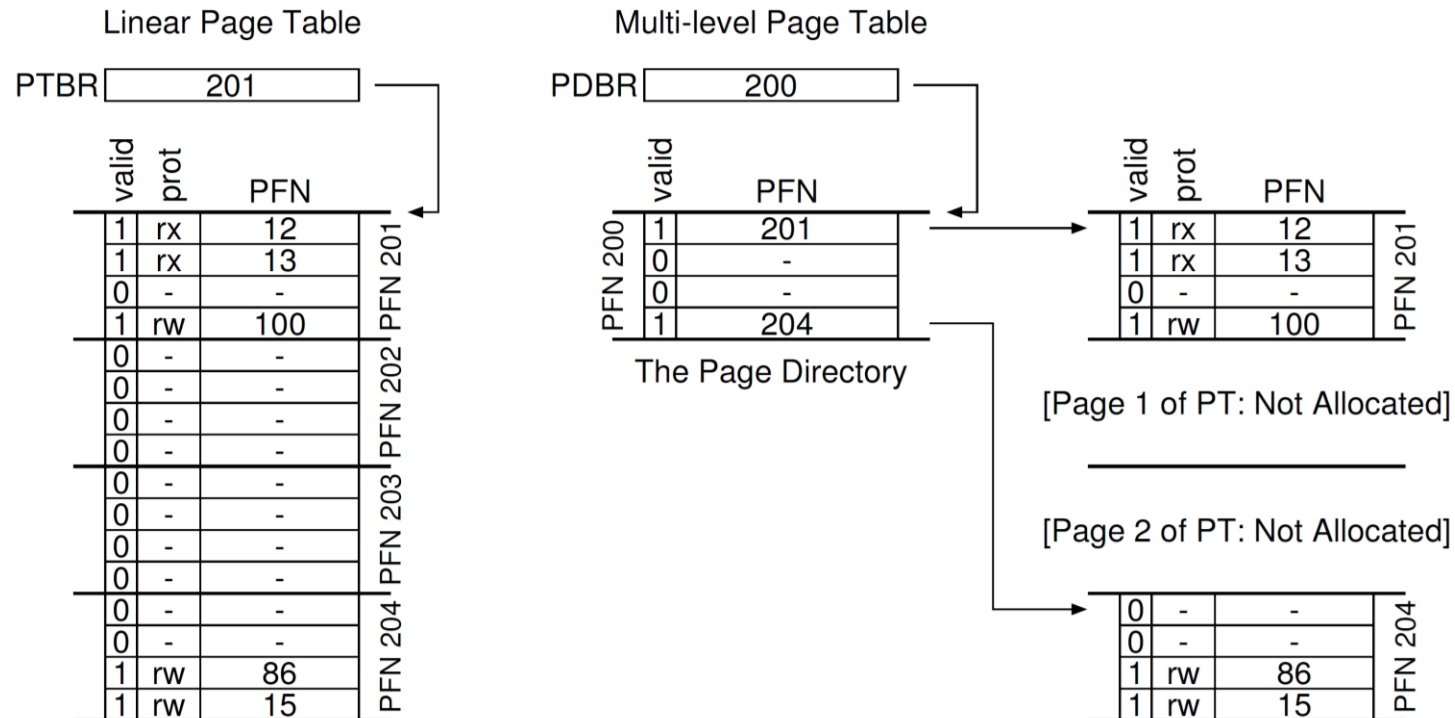 Linear Page Table
PTBR 201
valid prot PFN
1 rx 12
1 rx 13
0 - -
1 rw 100
PFN 201
0 - -
0 - -
0 - -
0 - -
PFN 202
0 - -
0 - -
0 - -
0 - -
PFN 203
0 - -
0 - -
1 rw 86
1 rw 15
PFN 204
Multi-level Page Table
PDBR 200
valid PFN
PFN 200
1 201
0 -
0 -
1 204
The Page Directory
valid prot PFN
1 rx 12
1 rx 13
0 - -
1 rw 100
PFN 201
[Page 1 of PT: Not Allocated]
[Page 2 of PT: Not Allocated]
0 - -
0 - -
1 rw 86
1 rw 15
PFN 204